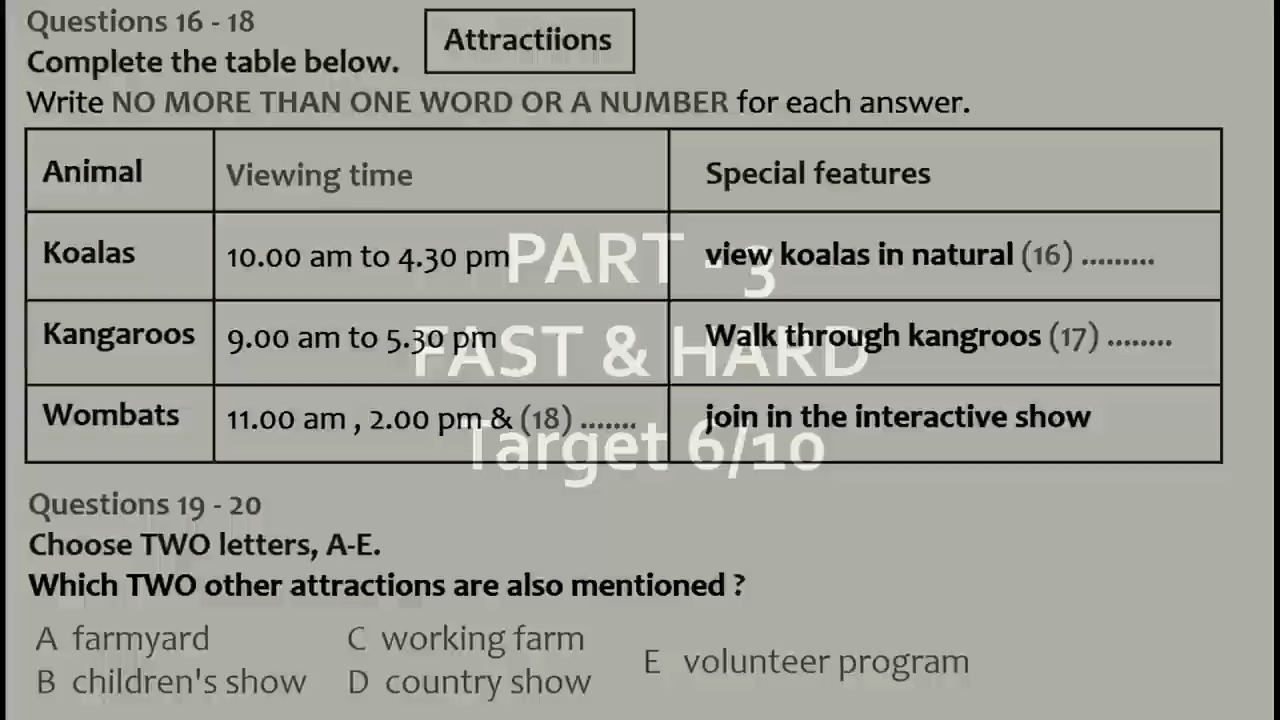 Questions 16 - 18
Attractiions
Complete the table below.
Write NO MORE THAN ONE WORD OR A NUMBER for each answer.
Animal Viewing time Special features
Koalas 10.00 am to 4.30 pm view koalas in natural (16) .........
Kangaroos 9.00 am to 5.30 pm Walk through kangroos (17) ........
Wombats 11.00 am , 2.00 pm & (18) ....... join in the interactive show
PART - 3
FAST & HARD
Target 6/10
Questions 19 - 20
Choose TWO letters, A-E.
Which TWO other attractions are also mentioned ?
A farmyard C working farm
E volunteer program
B children's show D country show